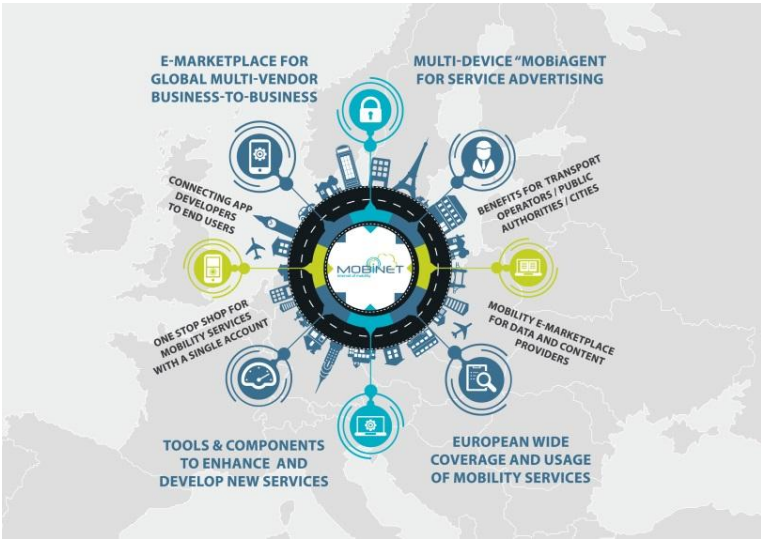 E-MARKETPLACE FOR
GLOBAL MULTI-VENDOR
BUSINESS-TO-BUSINESS
MULTI-DEVICE “MOBiAGENT
FOR SERVICE ADVERTISING
CONNECTING APP
DEVELOPERS
TO END USERS
BENEFITS FOR TRANSPORT
OPERATORS / PUBLIC
AUTHORITIES / CITIES
MOBiNET
internet of mobility
ONE STOP SHOP FOR
MOBILITY SERVICES
WITH A SINGLE ACCOUNT
MOBILITY E-MARKETPLACE
FOR DATA AND CONTENT
PROVIDERS
TOOLS & COMPONENTS
TO ENHANCE AND
DEVELOP NEW SERVICES
EUROPEAN WIDE
COVERAGE AND USAGE
OF MOBILITY SERVICES